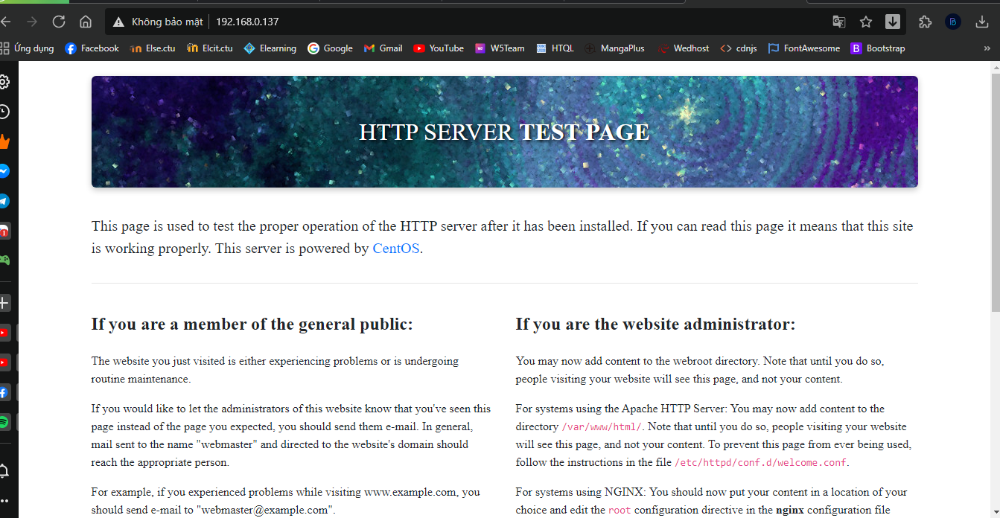 Không bảo mật
192.168.0.137
Ứng dụng
Facebook
Else.ctu
Elcit.ctu
Elearning
Google
Gmail
YouTube
W5Team
HTQL
MangaPlus
Wedhost
cdnjs
FontAwesome
Bootstrap
»
HTTP SERVER TEST PAGE
This page is used to test the proper operation of the HTTP server after it has been installed. If you can read this page it means that this site
is working properly. This server is powered by CentOS.
If you are a member of the general public:
The website you just visited is either experiencing problems or is undergoing
routine maintenance.
If you would like to let the administrators of this website know that you've seen this
page instead of the page you expected, you should send them e-mail. In general,
mail sent to the name "webmaster" and directed to the website's domain should
reach the appropriate person.
For example, if you experienced problems while visiting www.example.com, you
should send e-mail to "webmaster@example.com".
If you are the website administrator:
You may now add content to the webroot directory. Note that until you do so,
people visiting your website will see this page, and not your content.
For systems using the Apache HTTP Server: You may now add content to the
directory /var/www/html/. Note that until you do so, people visiting your website
will see this page, and not your content. To prevent this page from ever being used,
follow the instructions in the file /etc/httpd/conf.d/welcome.conf.
For systems using NGINX: You should now put your content in a location of your
choice and edit the root configuration directive in the nginx configuration file